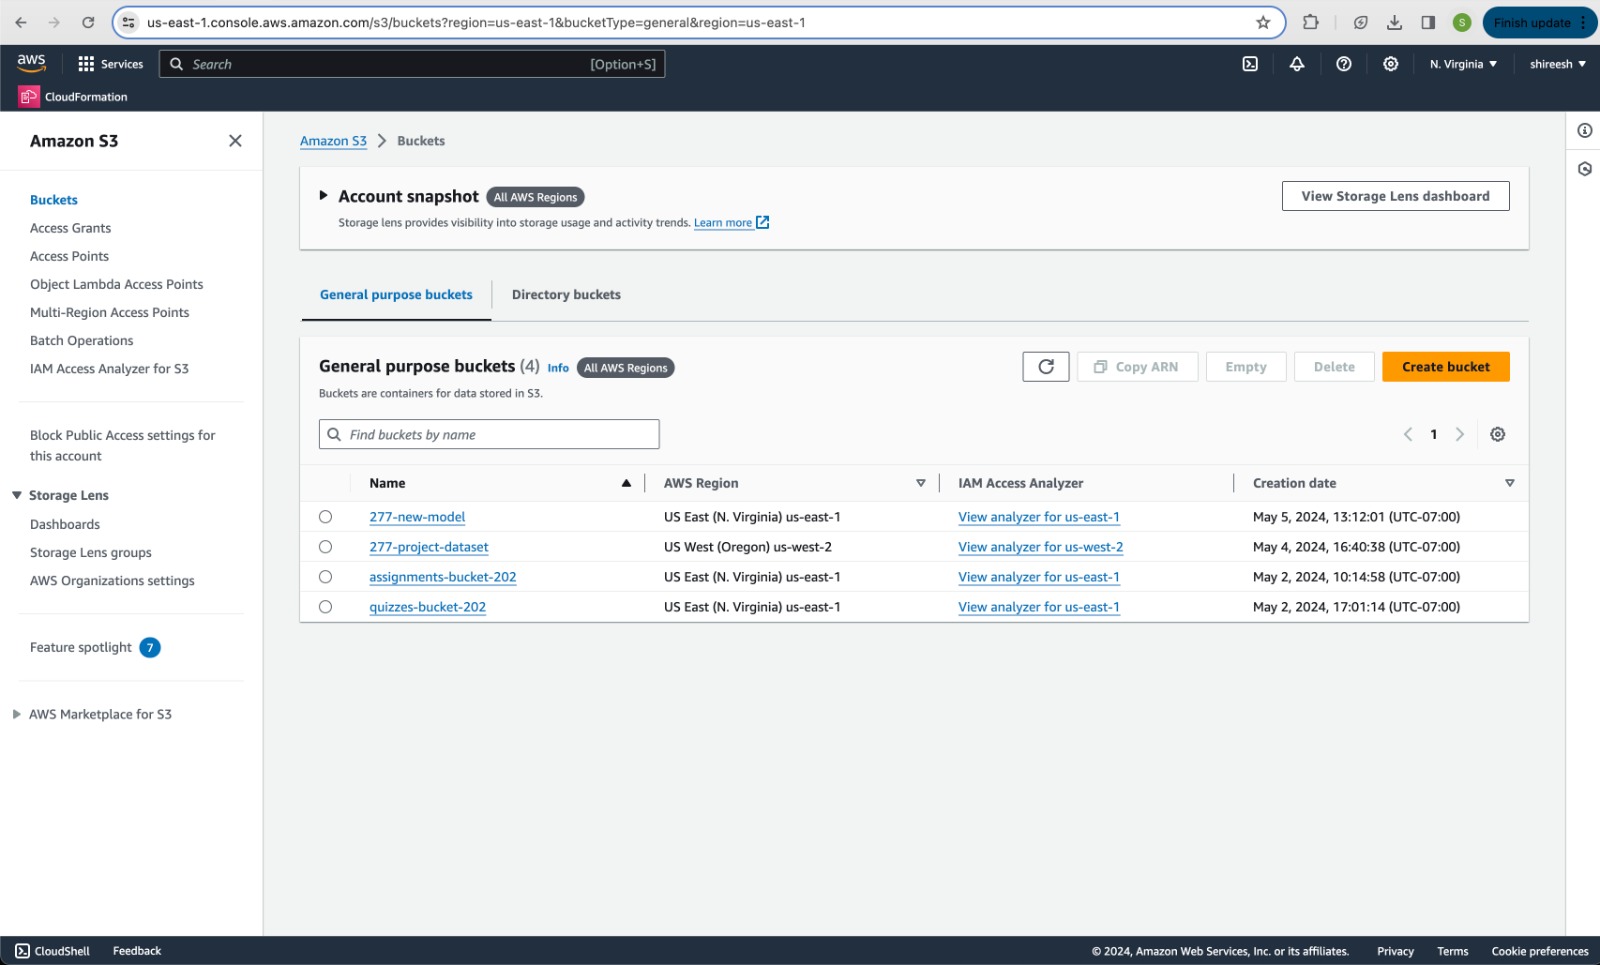 us-east-1.console.aws.amazon.com/s3/buckets?region=us-east-1&bucketType=general&region=us-east-1
S
Finish update
aws
Services
Search
[Option+S]
N. Virginia
shireesh
CloudFormation
Amazon S3
Buckets
Access Grants
Access Points
Object Lambda Access Points
Multi-Region Access Points
Batch Operations
IAM Access Analyzer for S3
Block Public Access settings for
this account
Storage Lens
Dashboards
Storage Lens groups
AWS Organizations settings
Feature spotlight 7
AWS Marketplace for S3
Amazon S3 > Buckets
Account snapshot All AWS Regions
View Storage Lens dashboard
Storage lens provides visibility into storage usage and activity trends. Learn more
General purpose buckets
Directory buckets
General purpose buckets (4) Info All AWS Regions
Copy ARN
Empty
Delete
Create bucket
Buckets are containers for data stored in S3.
Find buckets by name
1
Name AWS Region IAM Access Analyzer Creation date
277-new-model US East (N. Virginia) us-east-1 View analyzer for us-east-1 May 5, 2024, 13:12:01 (UTC-07:00)
277-project-dataset US West (Oregon) us-west-2 View analyzer for us-west-2 May 4, 2024, 16:40:38 (UTC-07:00)
assignments-bucket-202 US East (N. Virginia) us-east-1 View analyzer for us-east-1 May 2, 2024, 10:14:58 (UTC-07:00)
quizzes-bucket-202 US East (N. Virginia) us-east-1 View analyzer for us-east-1 May 2, 2024, 17:01:14 (UTC-07:00)
CloudShell Feedback © 2024, Amazon Web Services, Inc. or its affiliates. Privacy Terms Cookie preferences